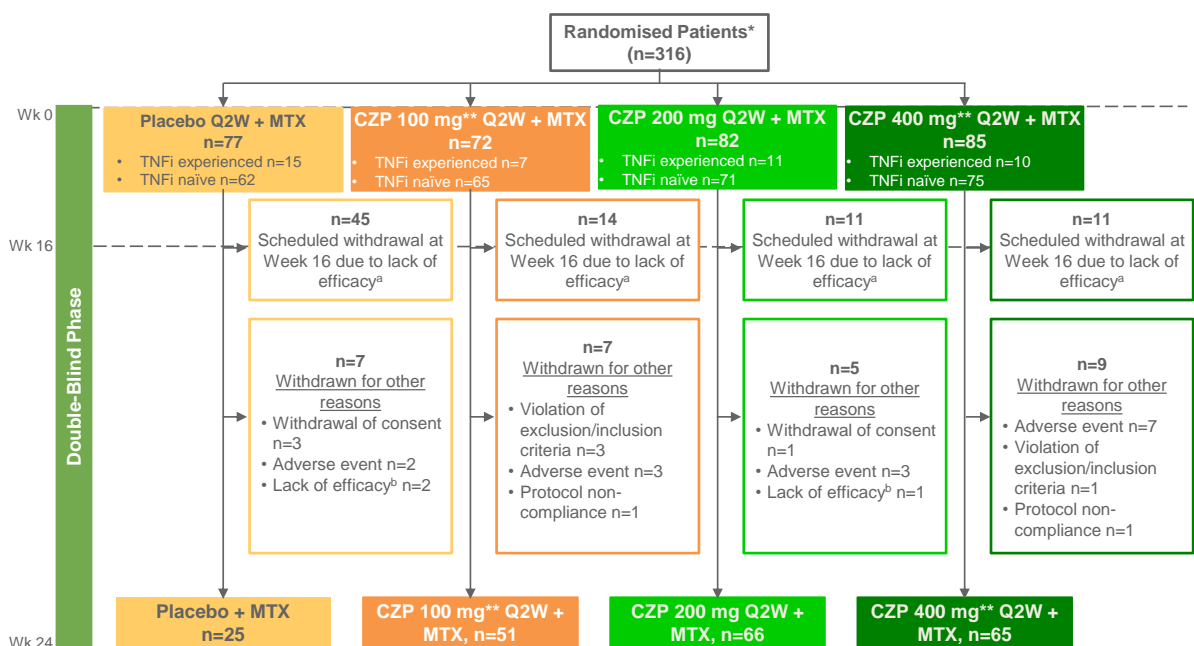 Randomised Patients*
(n=316)
Wk 0
Placebo Q2W + MTX
n=77
• TNFi experienced n=15
• TNFi naïve n=62
CZP 100 mg** Q2W + MTX
n=72
• TNFi experienced n=7
• TNFi naïve n=65
CZP 200 mg Q2W + MTX
n=82
• TNFi experienced n=11
• TNFi naïve n=71
CZP 400 mg** Q2W + MTX
n=85
• TNFi experienced n=10
• TNFi naïve n=75
Wk 16
n=45
Scheduled withdrawal at
Week 16 due to lack of
efficacyᵃ
n=14
Scheduled withdrawal at
Week 16 due to lack of
efficacyᵃ
n=11
Scheduled withdrawal at
Week 16 due to lack of
efficacyᵃ
n=11
Scheduled withdrawal at
Week 16 due to lack of
efficacyᵃ
Double-Blind Phase
n=7
Withdrawn for other
reasons
• Withdrawal of consent
n=3
• Adverse event n=2
• Lack of efficacyᵇ n=2
n=7
Withdrawn for other
reasons
• Violation of
exclusion/inclusion
criteria n=3
• Adverse event n=3
• Protocol non-
compliance n=1
n=5
Withdrawn for other
reasons
• Withdrawal of consent
n=1
• Adverse event n=3
• Lack of efficacyᵇ n=1
n=9
Withdrawn for other
reasons
• Adverse event n=7
• Violation of
exclusion/inclusion
criteria n=1
• Protocol non-
compliance n=1
Placebo + MTX
n=25
CZP 100 mg** Q2W +
MTX, n=51
CZP 200 mg Q2W +
MTX, n=66
CZP 400 mg** Q2W +
MTX, n=65
Wk 24